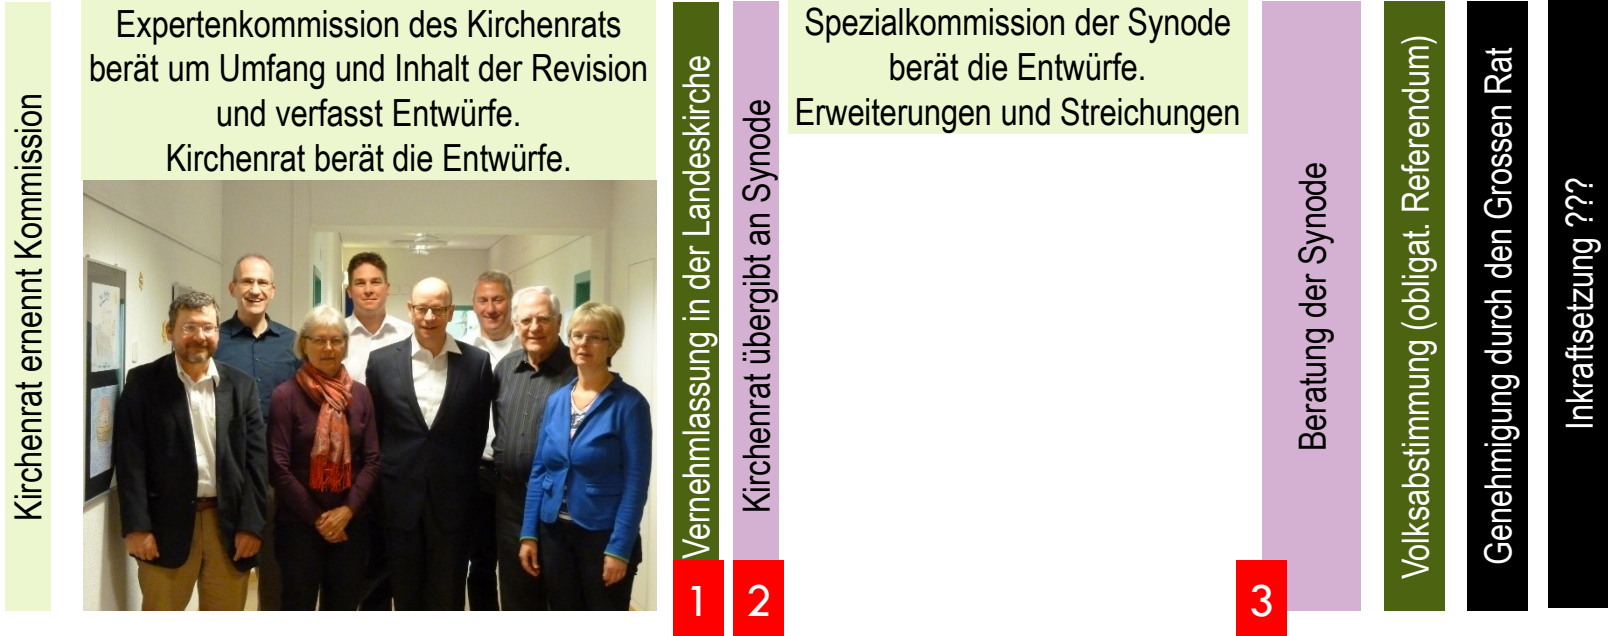 Kirchenrat ernennt Kommission
Expertenkommission des Kirchenrats
berät um Umfang und Inhalt der Revision
und verfasst Entwürfe.
Kirchenrat berät die Entwürfe.
Vernehmlassung in der Landeskirche
1
Kirchenrat übergibt an Synode
2
Spezialkommission der Synode
berät die Entwürfe.
Erweiterungen und Streichungen
Beratung der Synode
3
Volksabstimmung (obligat. Referendum)
Genehmigung durch den Grossen Rat
Inkraftsetzung ???